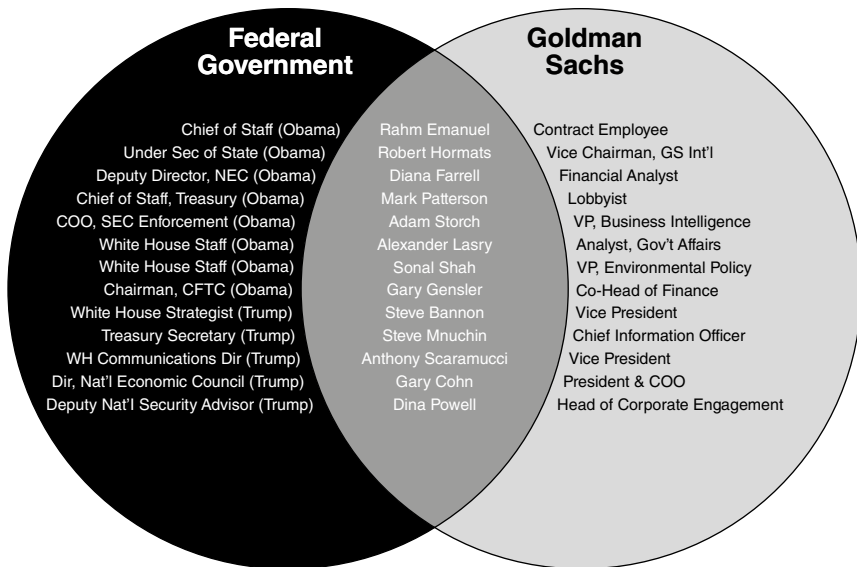 Federal
Government
Goldman
Sachs
Chief of Staff (Obama) Rahm Emanuel Contract Employee
Under Sec of State (Obama) Robert Hormats Vice Chairman, GS Int'l
Deputy Director, NEC (Obama) Diana Farrell Financial Analyst
Chief of Staff, Treasury (Obama) Mark Patterson Lobbyist
COO, SEC Enforcement (Obama) Adam Storch VP, Business Intelligence
White House Staff (Obama) Alexander Lasry Analyst, Gov't Affairs
White House Staff (Obama) Sonal Shah VP, Environmental Policy
Chairman, CFTC (Obama) Gary Gensler Co-Head of Finance
White House Strategist (Trump) Steve Bannon Vice President
Treasury Secretary (Trump) Steve Mnuchin Chief Information Officer
WH Communications Dir (Trump) Anthony Scaramucci Vice President
Dir, Nat'l Economic Council (Trump) Gary Cohn President & COO
Deputy Nat'l Security Advisor (Trump) Dina Powell Head of Corporate Engagement